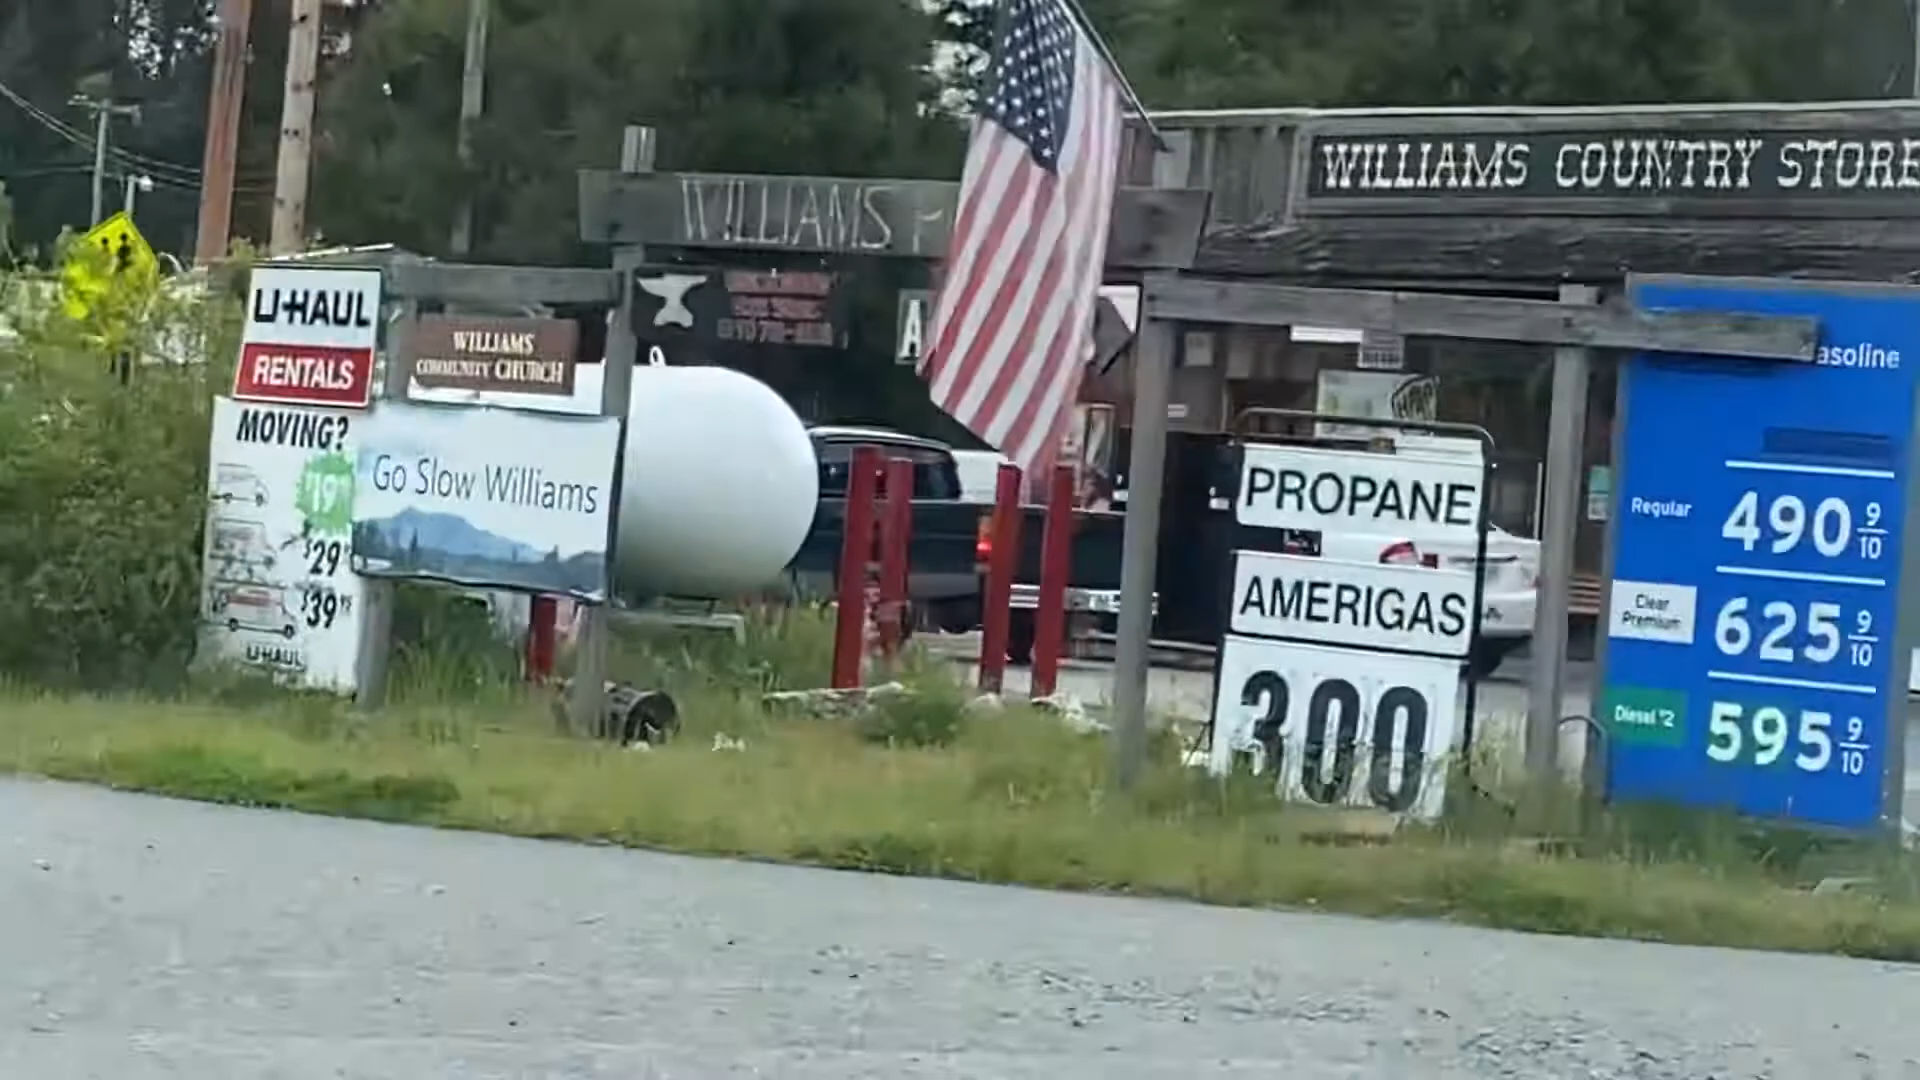 WILLIAMS COUNTRY STORE
WILLIAMS
U-HAUL
RENTALS
MOVING?
$19
$29
$39.95
U-HAUL
WILLIAMS
COMMUNITY CHURCH
Go Slow Williams
A
PROPANE
AMERIGAS
300
asoline
Regular
490 9/10
Clear
Premium
625 9/10
Diesel #2
595 9/10